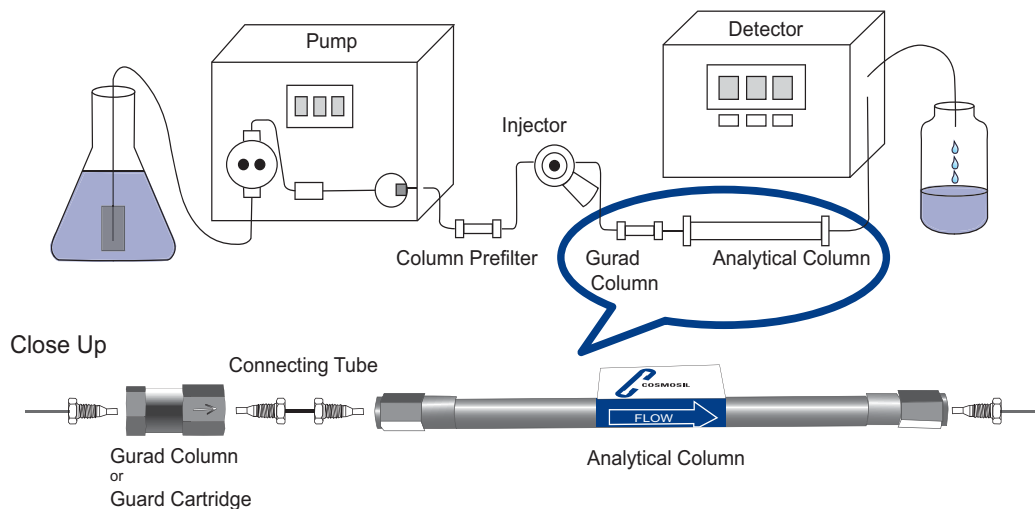 Pump
Detector
Injector
Column Prefilter
Gurad
Column
Analytical Column
Close Up
Connecting Tube
COSMOSIL
FLOW
Gurad Column
or
Guard Cartridge
Analytical Column